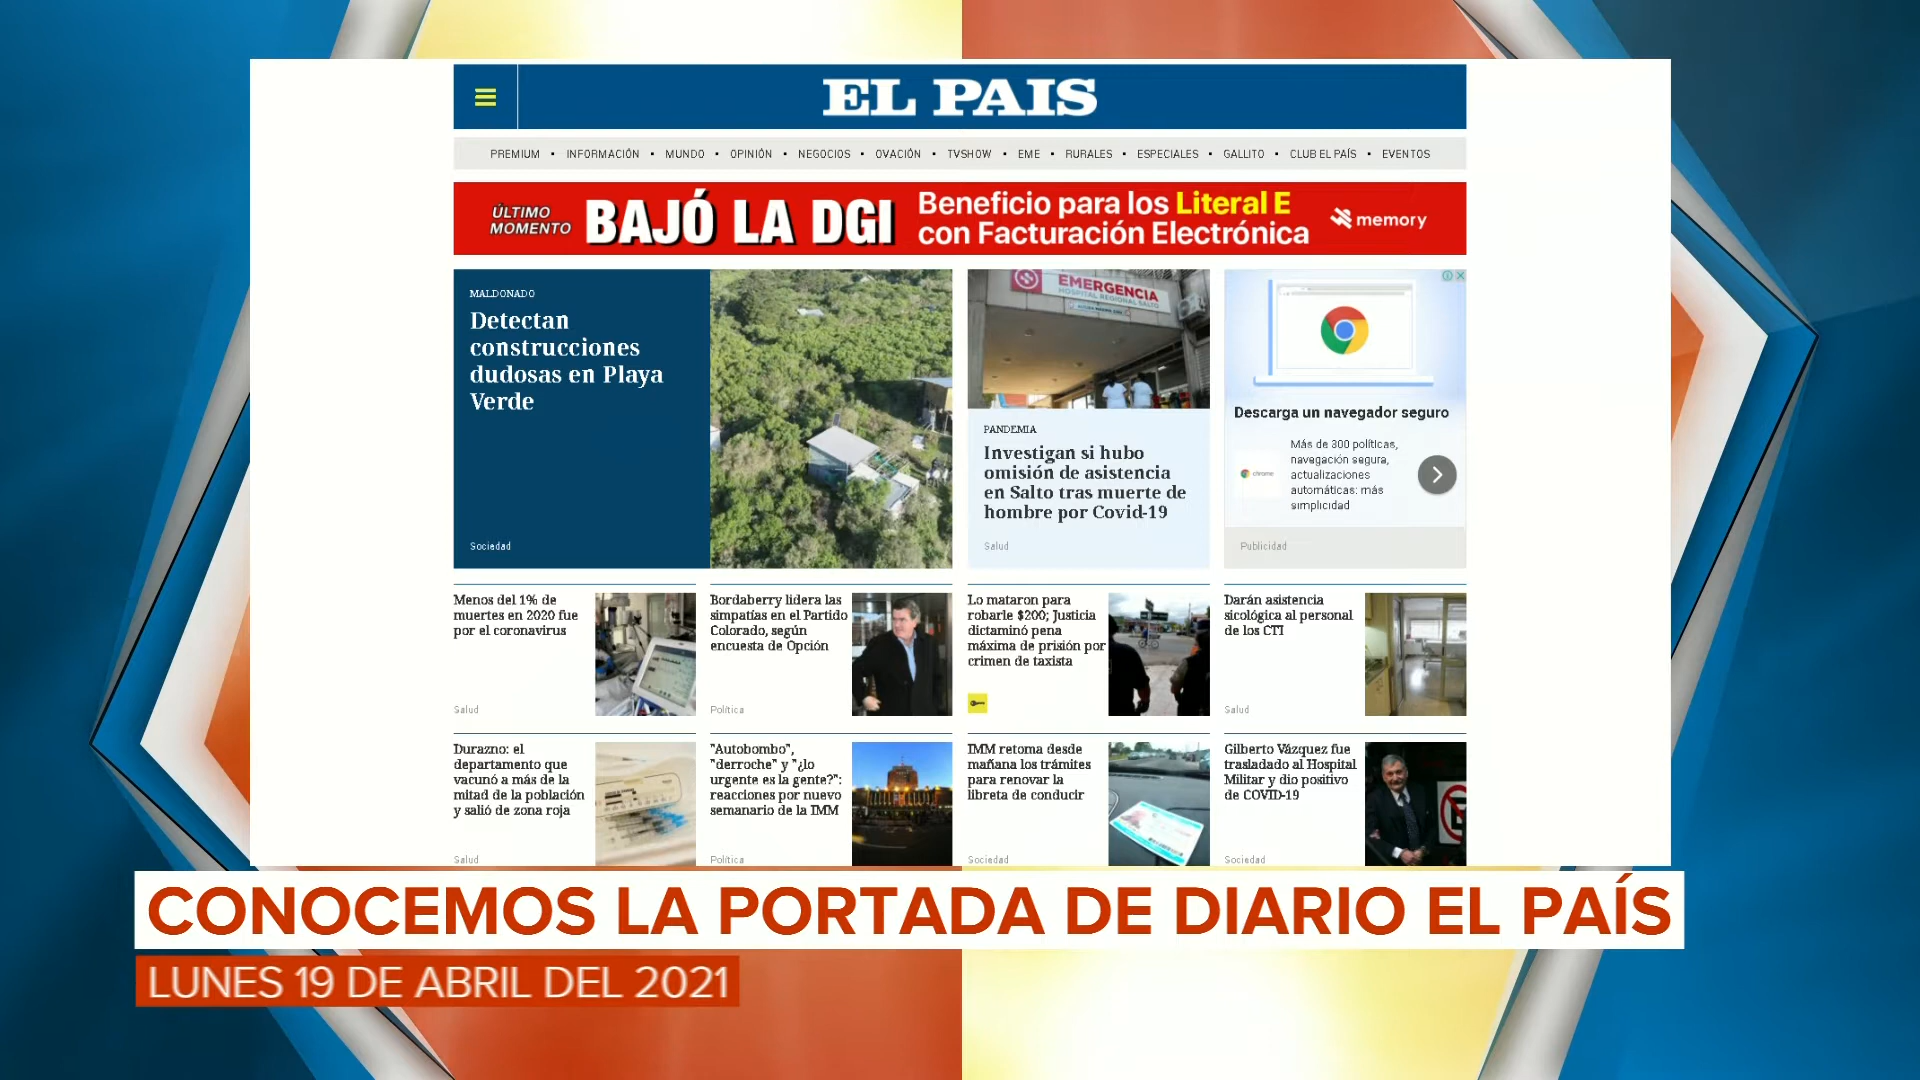 EL PAIS
PREMIUM • INFORMACIÓN • MUNDO • OPINIÓN • NEGOCIOS • OVACIÓN • TVSHOW • EME • RURALES • ESPECIALES • GALLITO • CLUB EL PAÍS • EVENTOS
ÚLTIMO
MOMENTO
BAJÓ LA DGI
Beneficio para los Literal E
con Facturación Electrónica
memory
MALDONADO
Detectan
construcciones
dudosas en Playa
Verde
Sociedad
EMERGENCIA
HOSPITAL REGIONAL SALTO
PANDEMIA
Investigan si hubo
omisión de asistencia
en Salto tras muerte de
hombre por Covid-19
Salud
Descarga un navegador seguro
Más de 300 políticas,
navegación segura,
actualizaciones
automáticas: más
simplicidad
chrome
Publicidad
Menos del 1% de
muertes en 2020 fue
por el coronavirus
Salud
Bordaberry lidera las
simpatías en el Partido
Colorado, según
encuesta de Opción
Política
Lo mataron para
robarle $200; Justicia
dictaminó pena
máxima de prisión por
crimen de taxista
Darán asistencia
sicológica al personal
de los CTI
Salud
Durazno: el
departamento que
vacunó a más de la
mitad de la población
y salió de zona roja
Salud
"Autobombo",
"derroche" y "¿lo
urgente es la gente?":
reacciones por nuevo
semanario de la IMM
Política
IMM retoma desde
mañana los trámites
para renovar la
libreta de conducir
Sociedad
Gilberto Vázquez fue
trasladado al Hospital
Militar y dio positivo
de COVID-19
Sociedad
CONOCEMOS LA PORTADA DE DIARIO EL PAÍS
LUNES 19 DE ABRIL DEL 2021